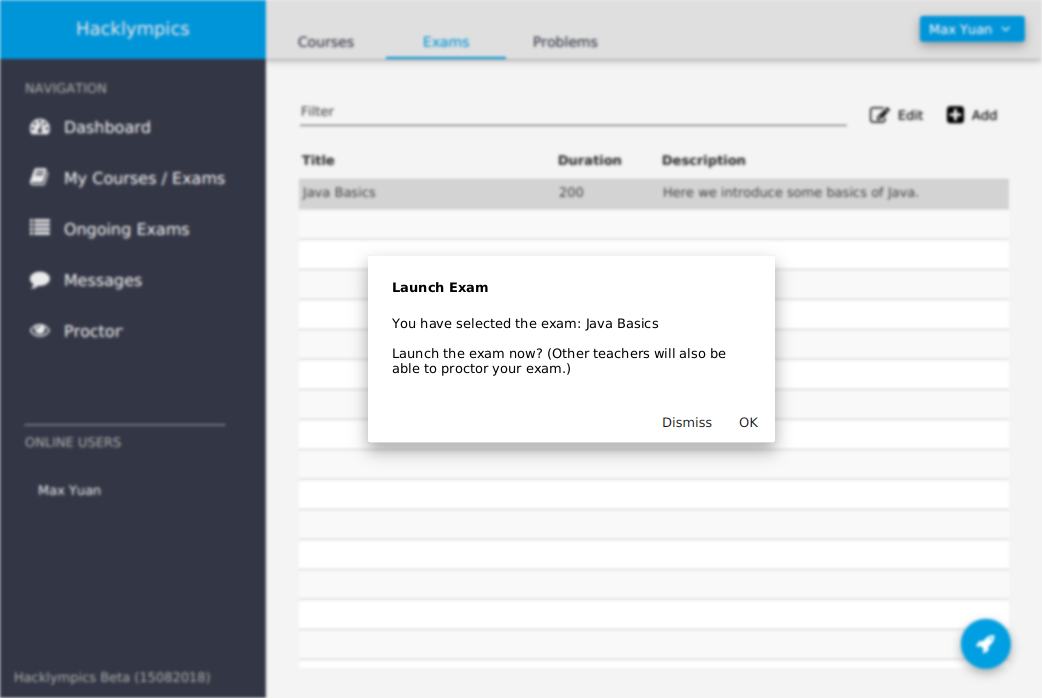 Hacklympics
Courses
Exams
Problems
Max Yuan
NAVIGATION
Dashboard
My Courses / Exams
Ongoing Exams
Messages
Proctor
ONLINE USERS
Max Yuan
Hacklympics Beta (15082018)
Filter
Edit
Add
Title Duration Description
Java Basics 200 Here we introduce some basics of Java.
Launch Exam
You have selected the exam: Java Basics
Launch the exam now? (Other teachers will also be
able to proctor your exam.)
Dismiss OK